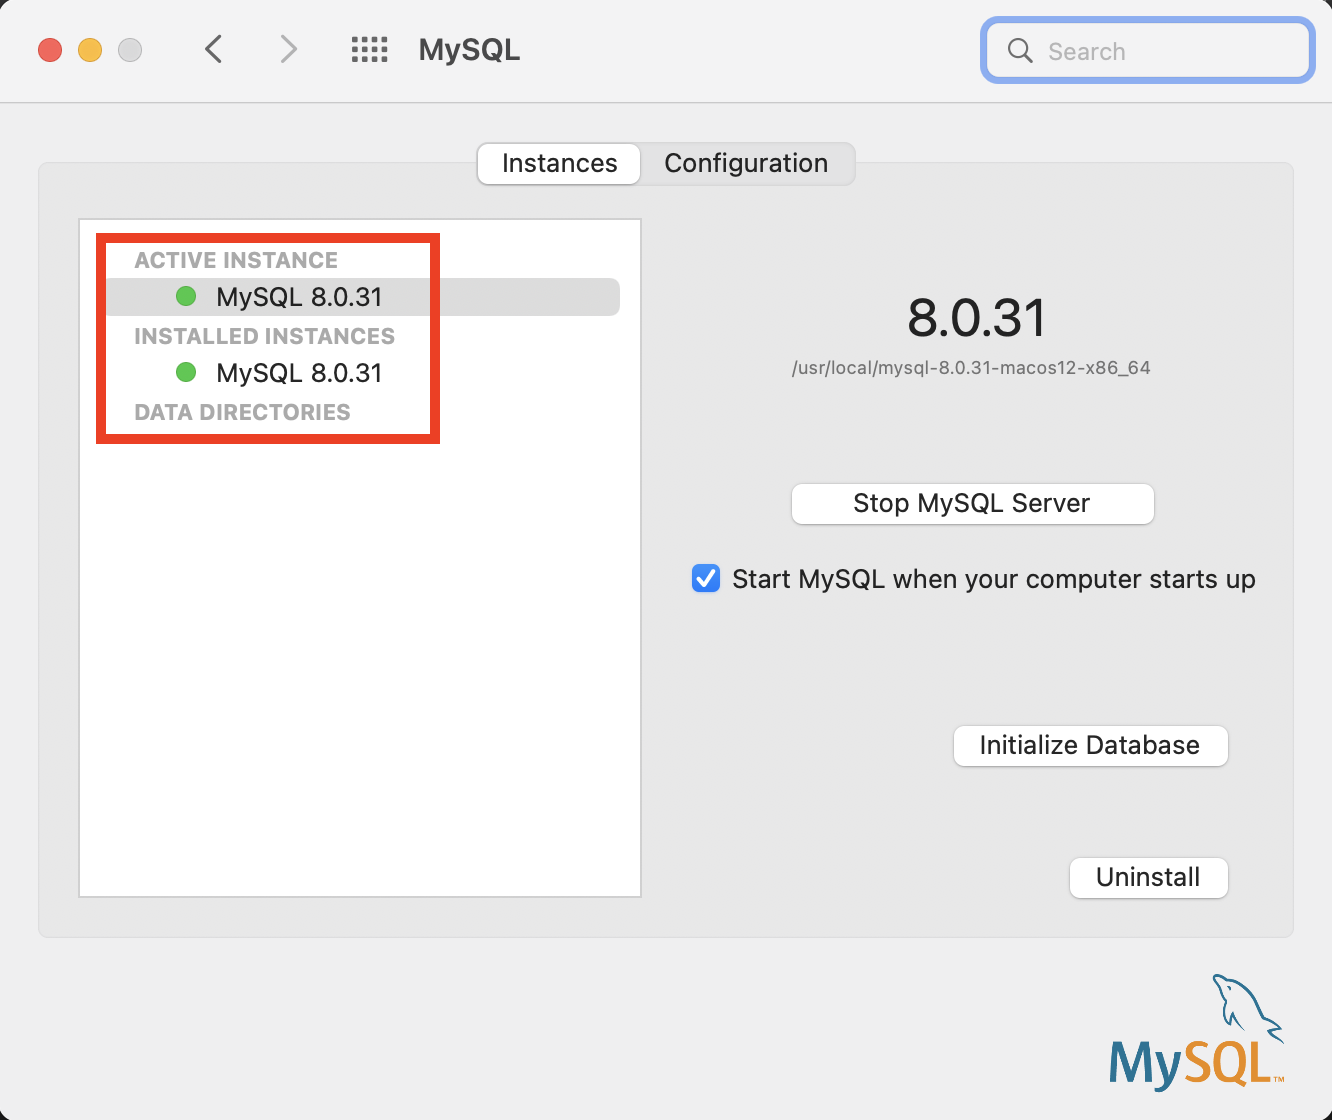 MySQL
Search
Instances
Configuration
ACTIVE INSTANCE
MySQL 8.0.31
INSTALLED INSTANCES
MySQL 8.0.31
DATA DIRECTORIES
8.0.31
/usr/local/mysql-8.0.31-macos12-x86_64
Stop MySQL Server
Start MySQL when your computer starts up
Initialize Database
Uninstall
MySQL™